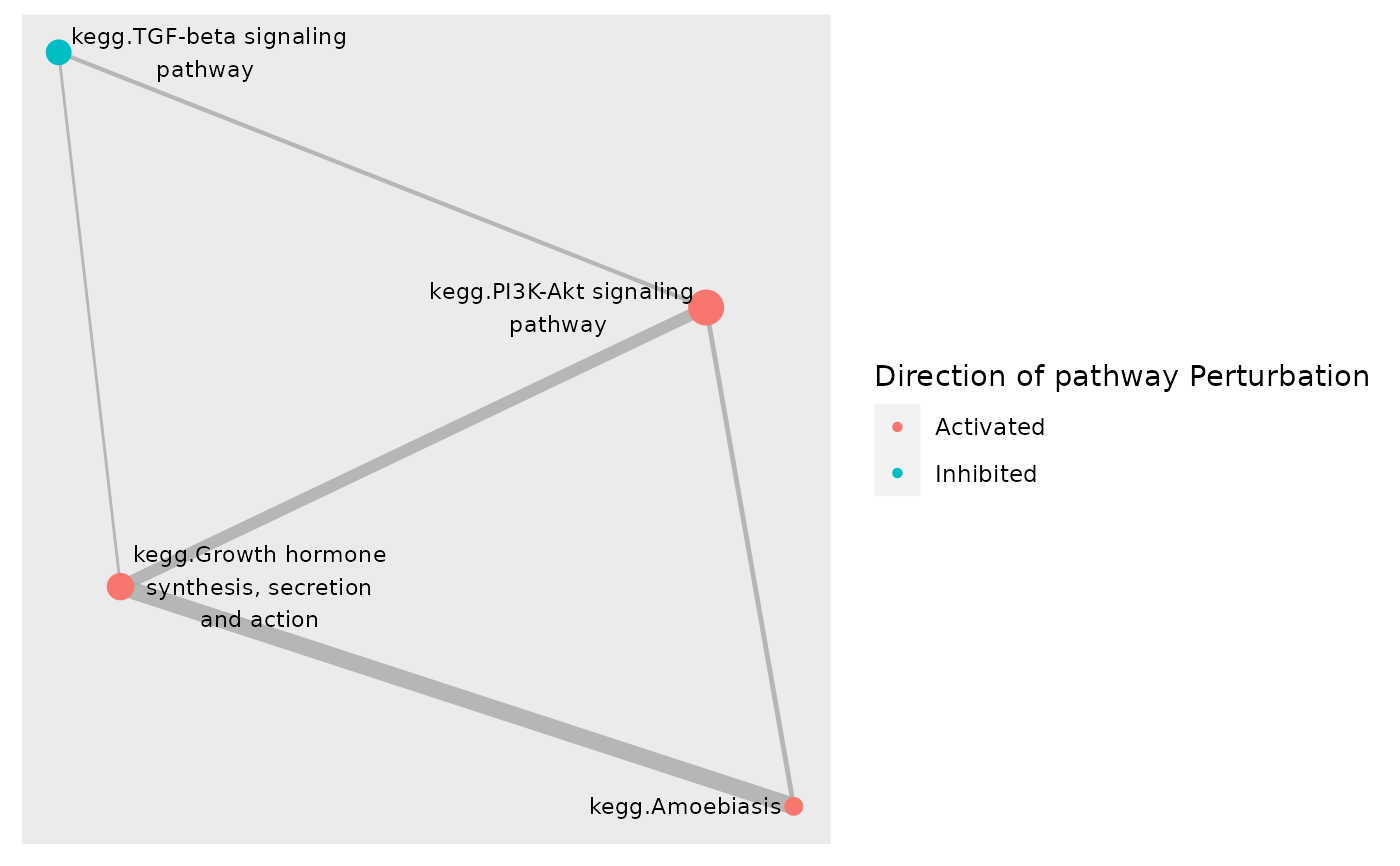 kegg.TGF-beta signaling
pathway
kegg.PI3K-Akt signaling
pathway
kegg.Growth hormone
synthesis, secretion
and action
kegg.Amoebiasis
Direction of pathway Perturbation
Activated
Inhibited